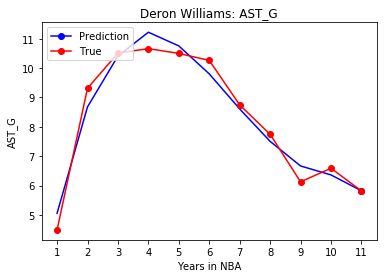 Deron Williams: AST_G
Prediction
True
11
10
9
8
7
6
5
AST_G
1 2 3 4 5 6 7 8 9 10 11
Years in NBA